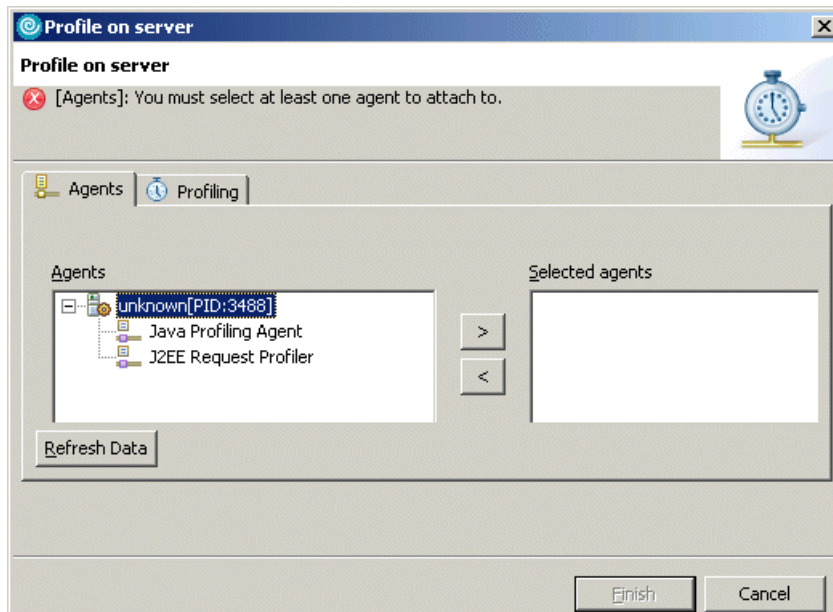 Profile on server
Profile on server
[Agents]: You must select at least one agent to attach to.
Agents Profiling
Agents Selected agents
unknown[PID:3488]
Java Profiling Agent
>
J2EE Request Profiler
<
Refresh Data
Finish Cancel